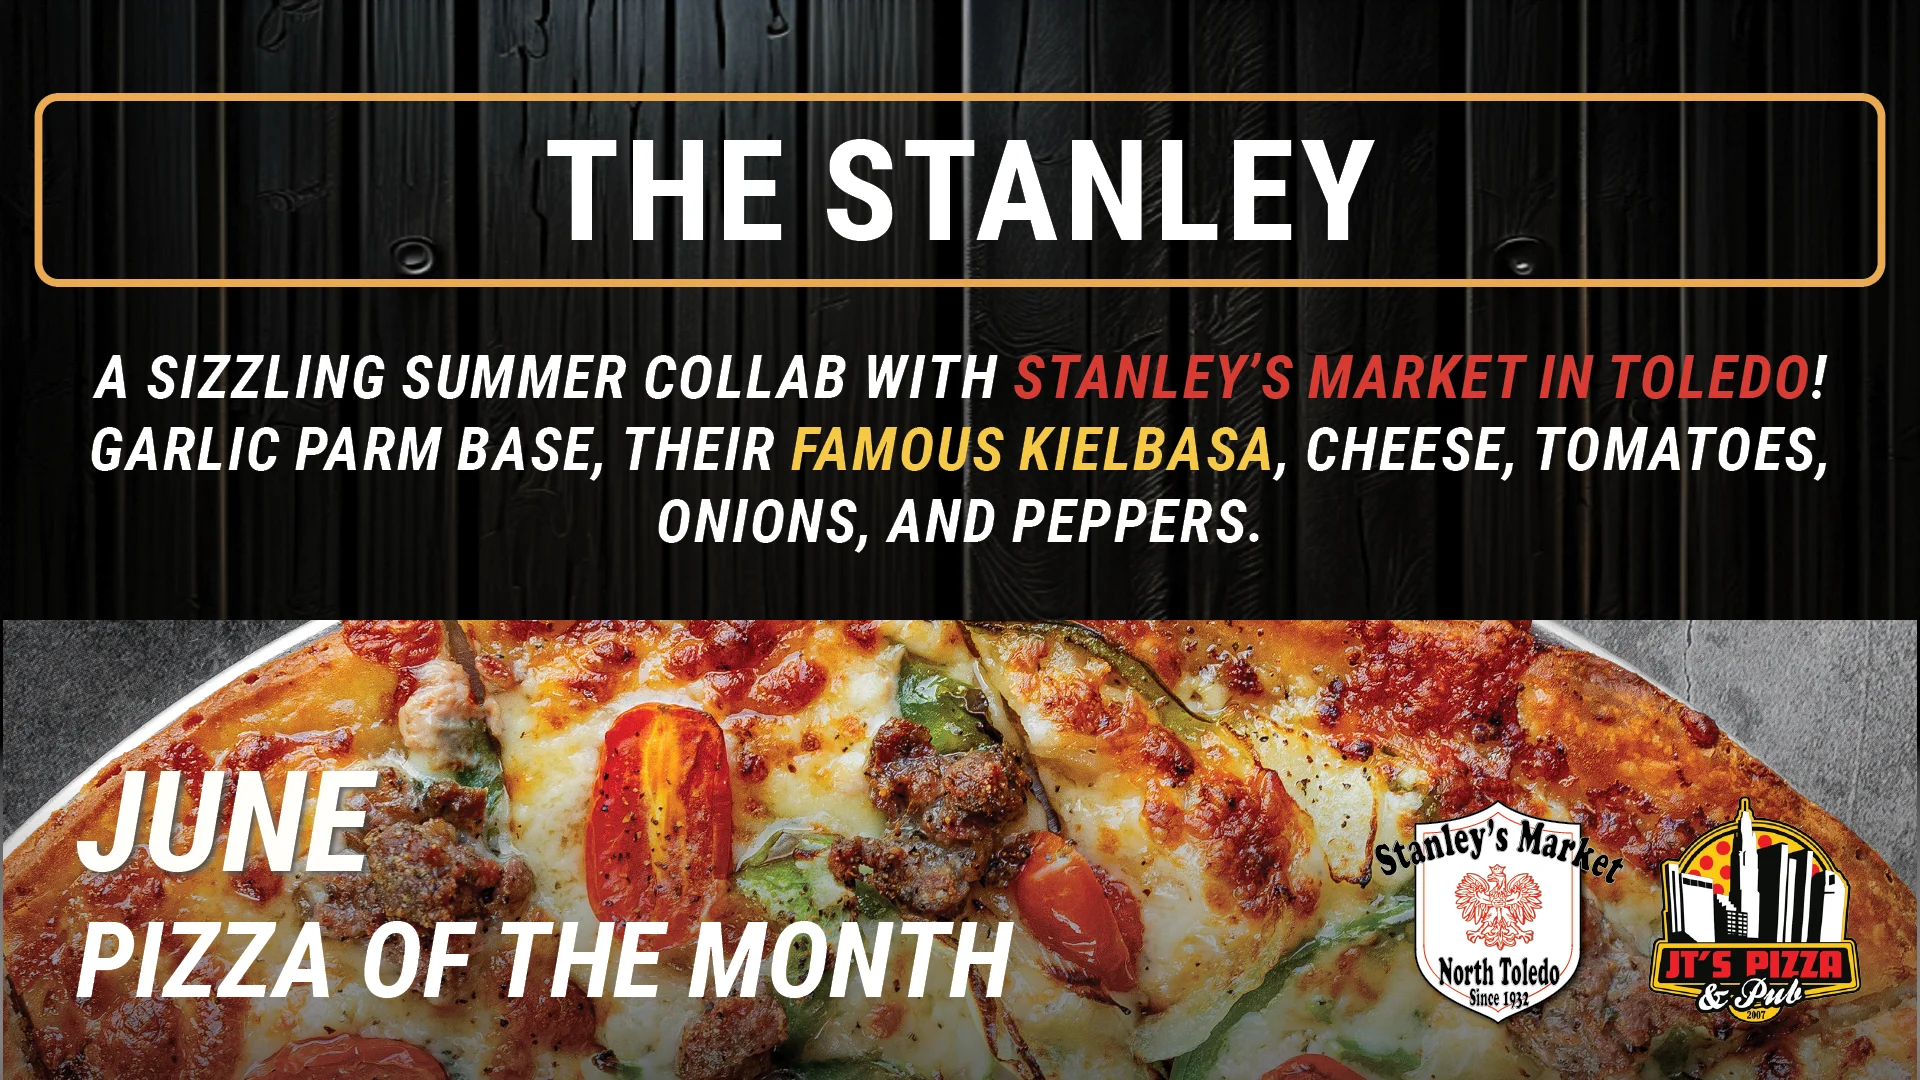 THE STANLEY
A SIZZLING SUMMER COLLAB WITH STANLEY'S MARKET IN TOLEDO!
GARLIC PARM BASE, THEIR FAMOUS KIELBASA, CHEESE, TOMATOES,
ONIONS, AND PEPPERS.
JUNE
PIZZA OF THE MONTH
Stanley's Market
North Toledo
Since 1932
JT'S PIZZA
& Pub
2007